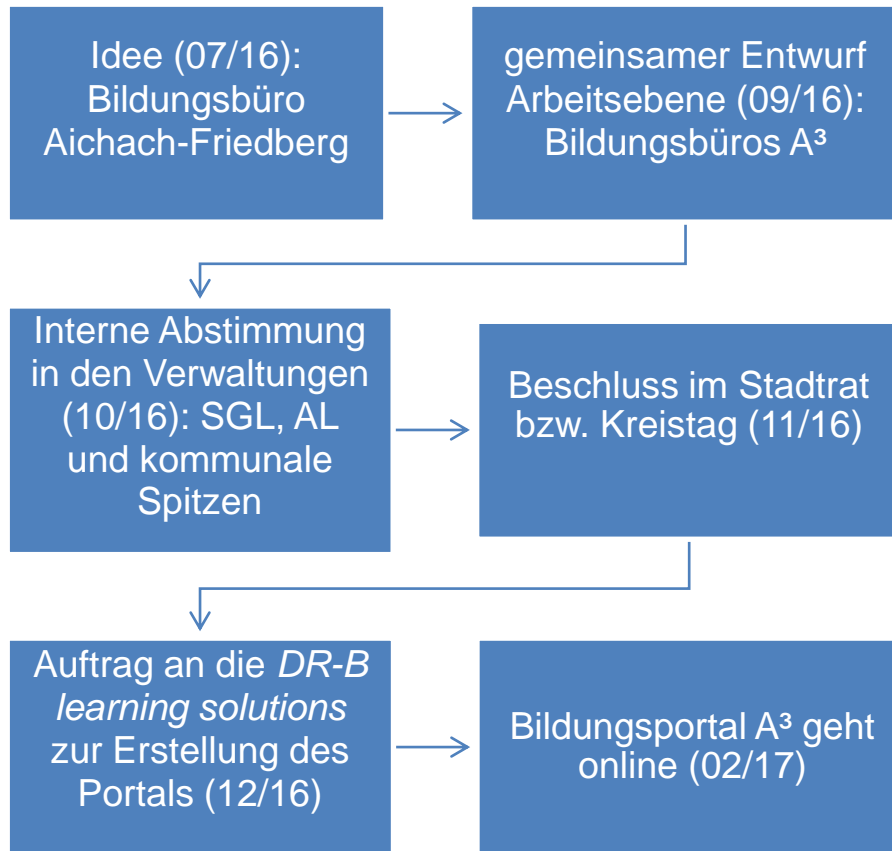 Idee (07/16):
Bildungsbüro
Aichach-Friedberg
gemeinsamer Entwurf
Arbeitsebene (09/16):
Bildungsbüros A³
Interne Abstimmung
in den Verwaltungen
(10/16): SGL, AL
und kommunale
Spitzen
Beschluss im Stadtrat
bzw. Kreistag (11/16)
Auftrag an die DR-B
learning solutions
zur Erstellung des
Portals (12/16)
Bildungsportal A³ geht
online (02/17)